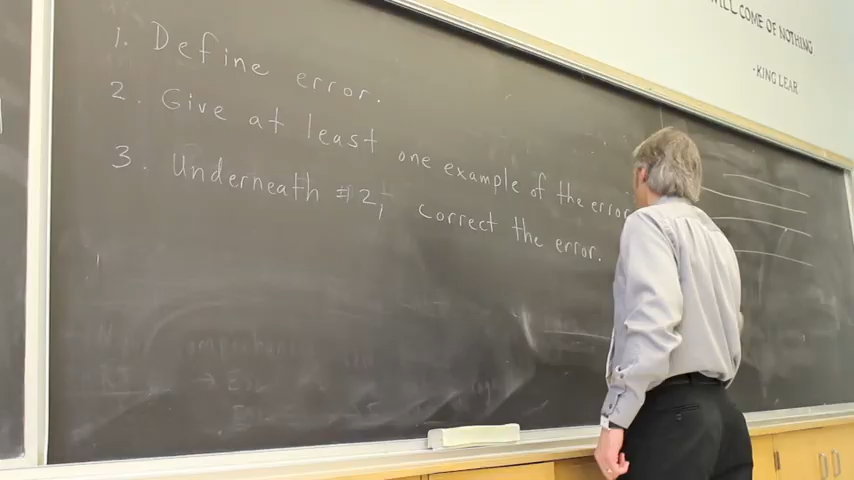 COME OF NOTHING
-KING LEAR
1. Define error.
2. Give at least one example of the error
3. Underneath #2, correct the error.